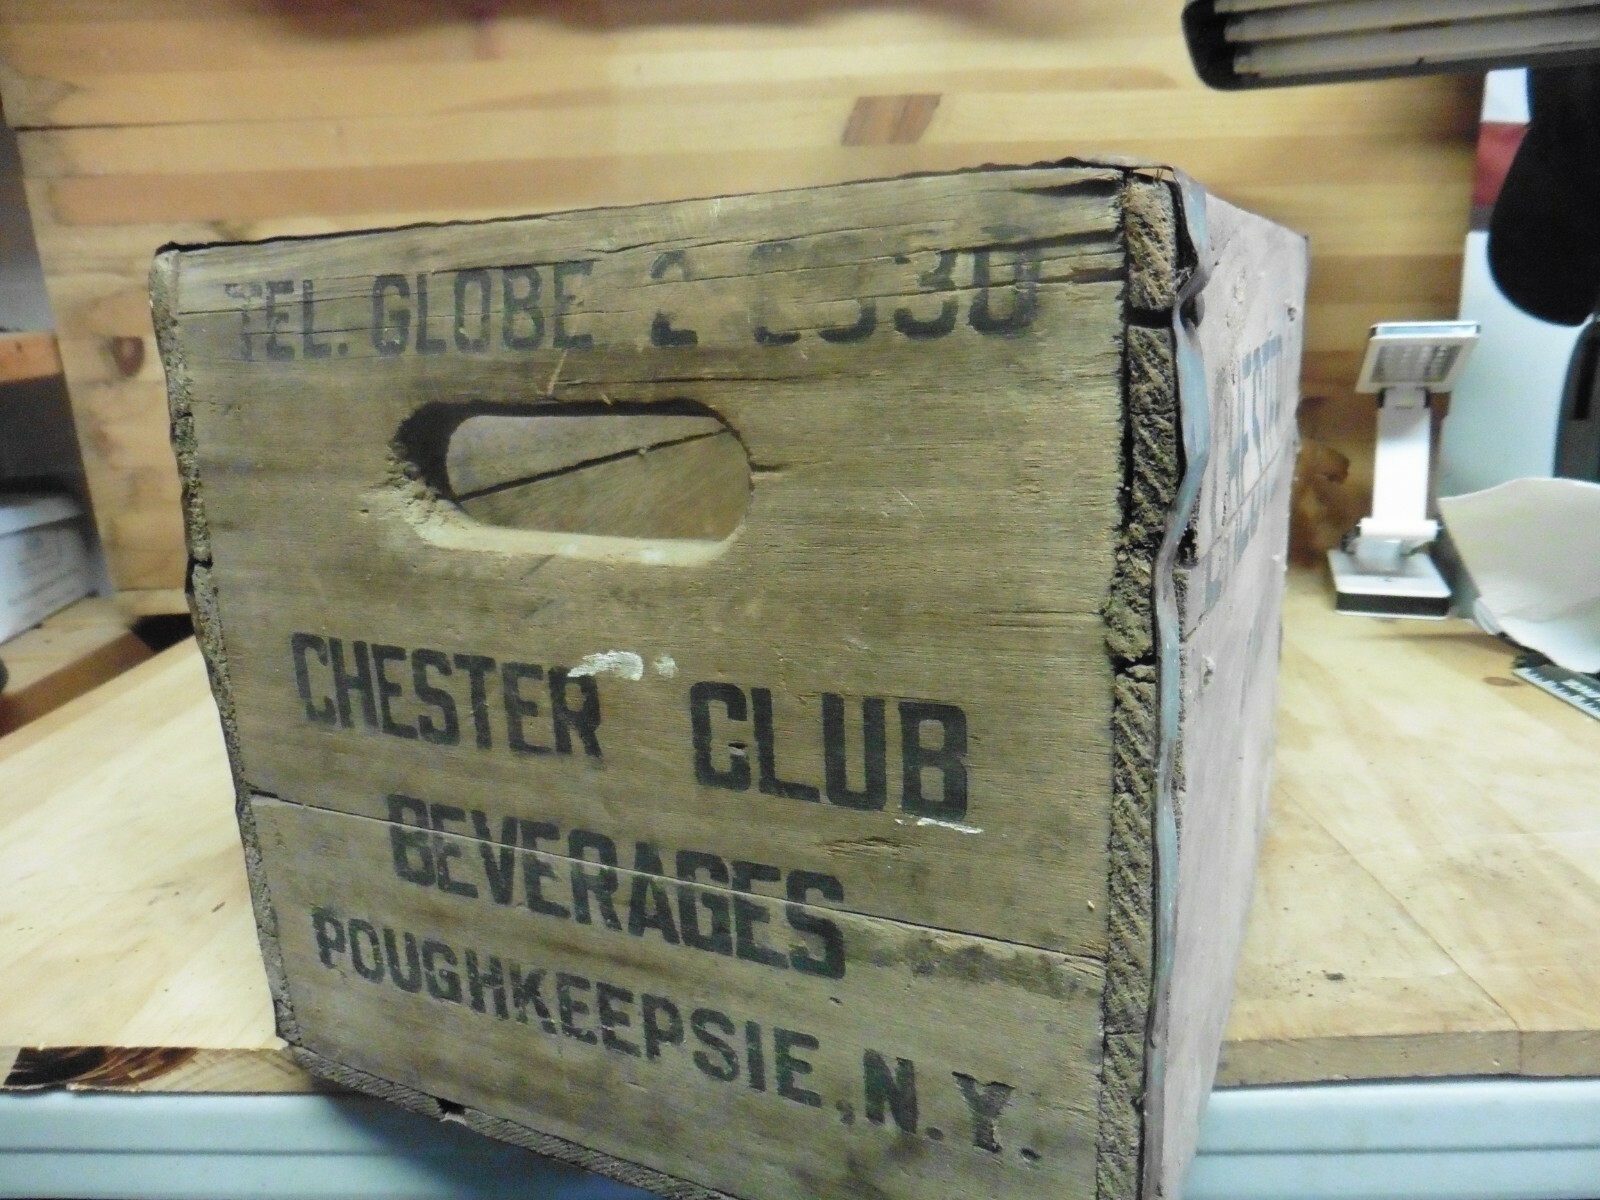 TEL. GLOBE 2
CHESTER CLUB
BEVERAGES
POUGHKEEPSIE, N.Y.